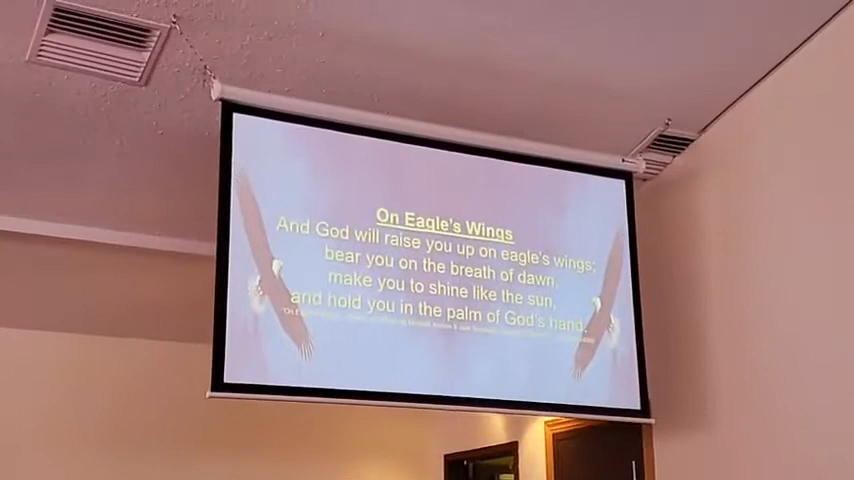 On Eagle's Wings
And God will raise you up on eagle's wings;
bear you on the breath of dawn,
make you to shine like the sun,
and hold you in the palm of God's hand.